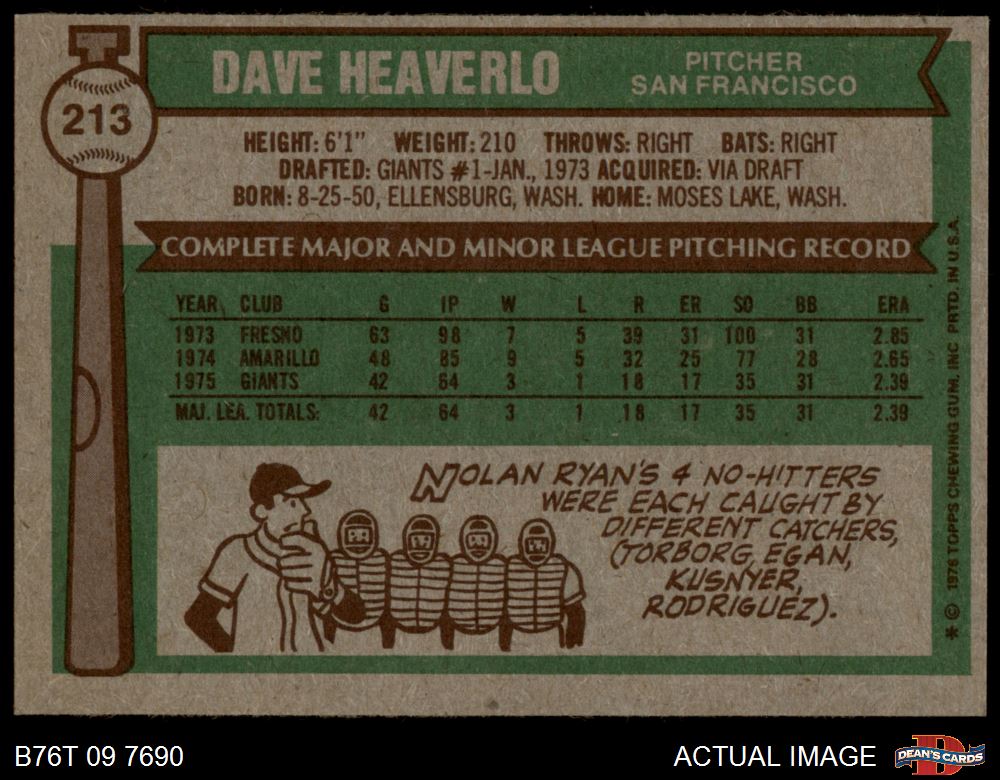 213
DAVE HEAVERLO
PITCHER
SAN FRANCISCO
HEIGHT: 6'1" WEIGHT: 210 THROWS: RIGHT BATS: RIGHT
DRAFTED: GIANTS #1-JAN., 1973 ACQUIRED: VIA DRAFT
BORN: 8-25-50, ELLENSBURG, WASH. HOME: MOSES LAKE, WASH.
COMPLETE MAJOR AND MINOR LEAGUE PITCHING RECORD
YEAR CLUB G IP W L R ER SO BB ERA
1973 FRESNO 63 98 7 5 39 31 100 31 2.85
1974 AMARILLO 48 85 9 5 32 25 77 28 2.65
1975 GIANTS 42 64 3 1 18 17 35 31 2.39
MAJ. LEA. TOTALS: 42 64 3 1 18 17 35 31 2.39
NOLAN RYAN'S 4 NO-HITTERS
WERE EACH CAUGHT BY
DIFFERENT CATCHERS,
(TORBORG, EGAN,
KUSNYER,
RODRIGUEZ).
* © 1976 TOPPS CHEWING GUM, INC PRTD. IN U.S.A.
B76T 09 7690
ACTUAL IMAGE
DEAN'S CARDS